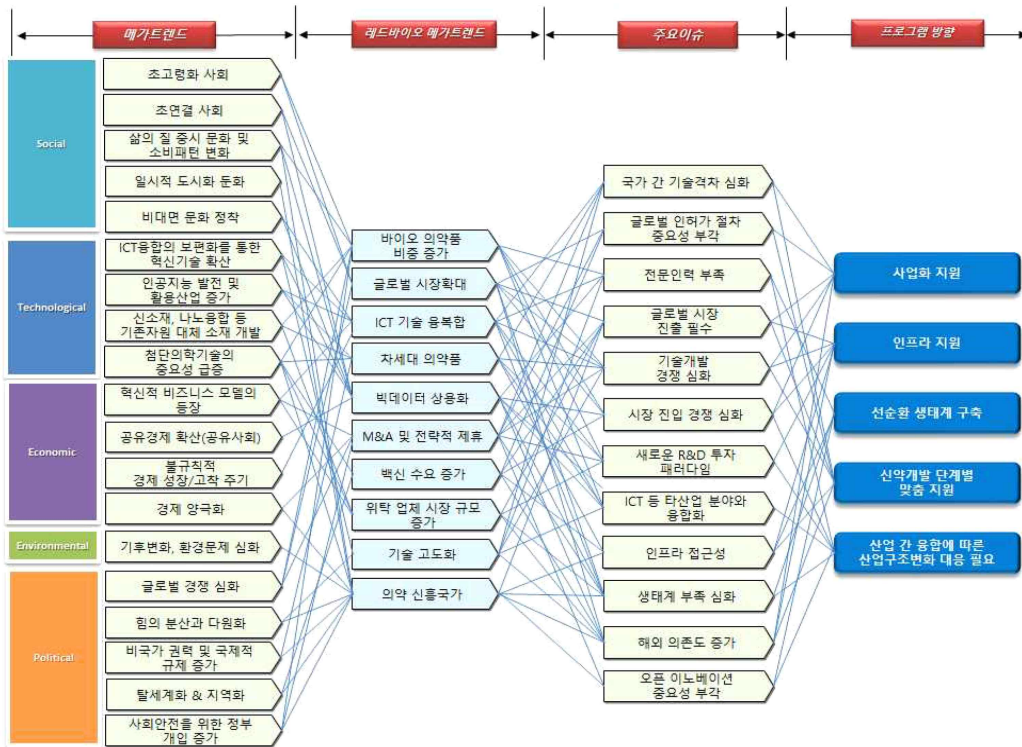 메가트렌드
레드바이오 메가트렌드
주요이슈
프로그램 방향
Social
초고령화 사회
초연결 사회
삶의 질 중시 문화 및
소비패턴 변화
일시적 도시화 둔화
비대면 문화 정착
Technological
ICT융합의 보편화를 통한
혁신기술 확산
인공지능 발전 및
활용산업 증가
신소재, 나노융합 등
기존자원 대체 소재 개발
첨단의학기술의
중요성 급증
Economic
혁신적 비즈니스 모델의
등장
공유경제 확산(공유사회)
불규칙적
경제 성장/고착 주기
경제 양극화
Environmental
기후변화, 환경문제 심화
Political
글로벌 경쟁 심화
힘의 분산과 다원화
비국가 권력 및 국제적
규제 증가
탈세계화 & 지역화
사회안전을 위한 정부
개입 증가
바이오 의약품
비중 증가
글로벌 시장확대
ICT 기술 융복합
차세대 의약품
빅데이터 상용화
M&A 및 전략적 제휴
백신 수요 증가
위탁 업체 시장 규모
증가
기술 고도화
의약 신흥국가
국가 간 기술격차 심화
글로벌 인허가 절차
중요성 부각
전문인력 부족
글로벌 시장
진출 필수
기술개발
경쟁 심화
시장 진입 경쟁 심화
새로운 R&D 투자
패러다임
ICT 등 타산업 분야와
융합화
인프라 접근성
생태계 부족 심화
해외 의존도 증가
오픈 이노베이션
중요성 부각
사업화 지원
인프라 지원
선순환 생태계 구축
신약개발 단계별
맞춤 지원
산업 간 융합에 따른
산업구조변화 대응 필요